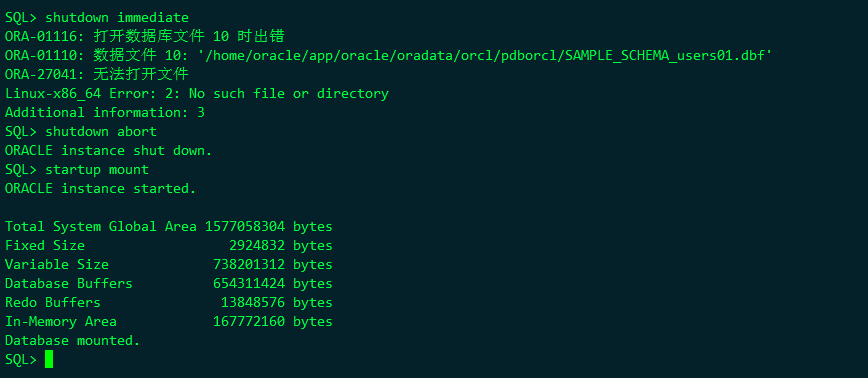 SQL> shutdown immediate
ORA-01116: 打开数据库文件 10 时出错
ORA-01110: 数据文件 10: '/home/oracle/app/oracle/oradata/orcl/pdborcl/SAMPLE_SCHEMA_users01.dbf'
ORA-27041: 无法打开文件
Linux-x86_64 Error: 2: No such file or directory
Additional information: 3
SQL> shutdown abort
ORACLE instance shut down.
SQL> startup mount
ORACLE instance started.

Total System Global Area 1577058304 bytes
Fixed Size                  2924832 bytes
Variable Size             738201312 bytes
Database Buffers          654311424 bytes
Redo Buffers               13848576 bytes
In-Memory Area            167772160 bytes
Database mounted.
SQL>